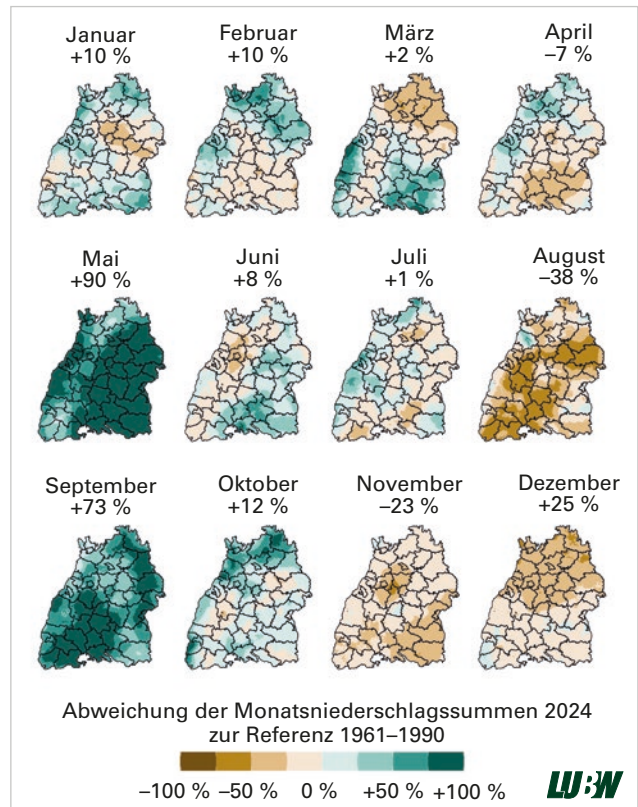 Januar
+10 %
Februar
+10 %
März
+2 %
April
–7 %
Mai
+90 %
Juni
+8 %
Juli
+1 %
August
–38 %
September
+73 %
Oktober
+12 %
November
–23 %
Dezember
+25 %
Abweichung der Monatsniederschlagssummen 2024
zur Referenz 1961–1990
–100 % –50 % 0 % +50 % +100 %
LUBW